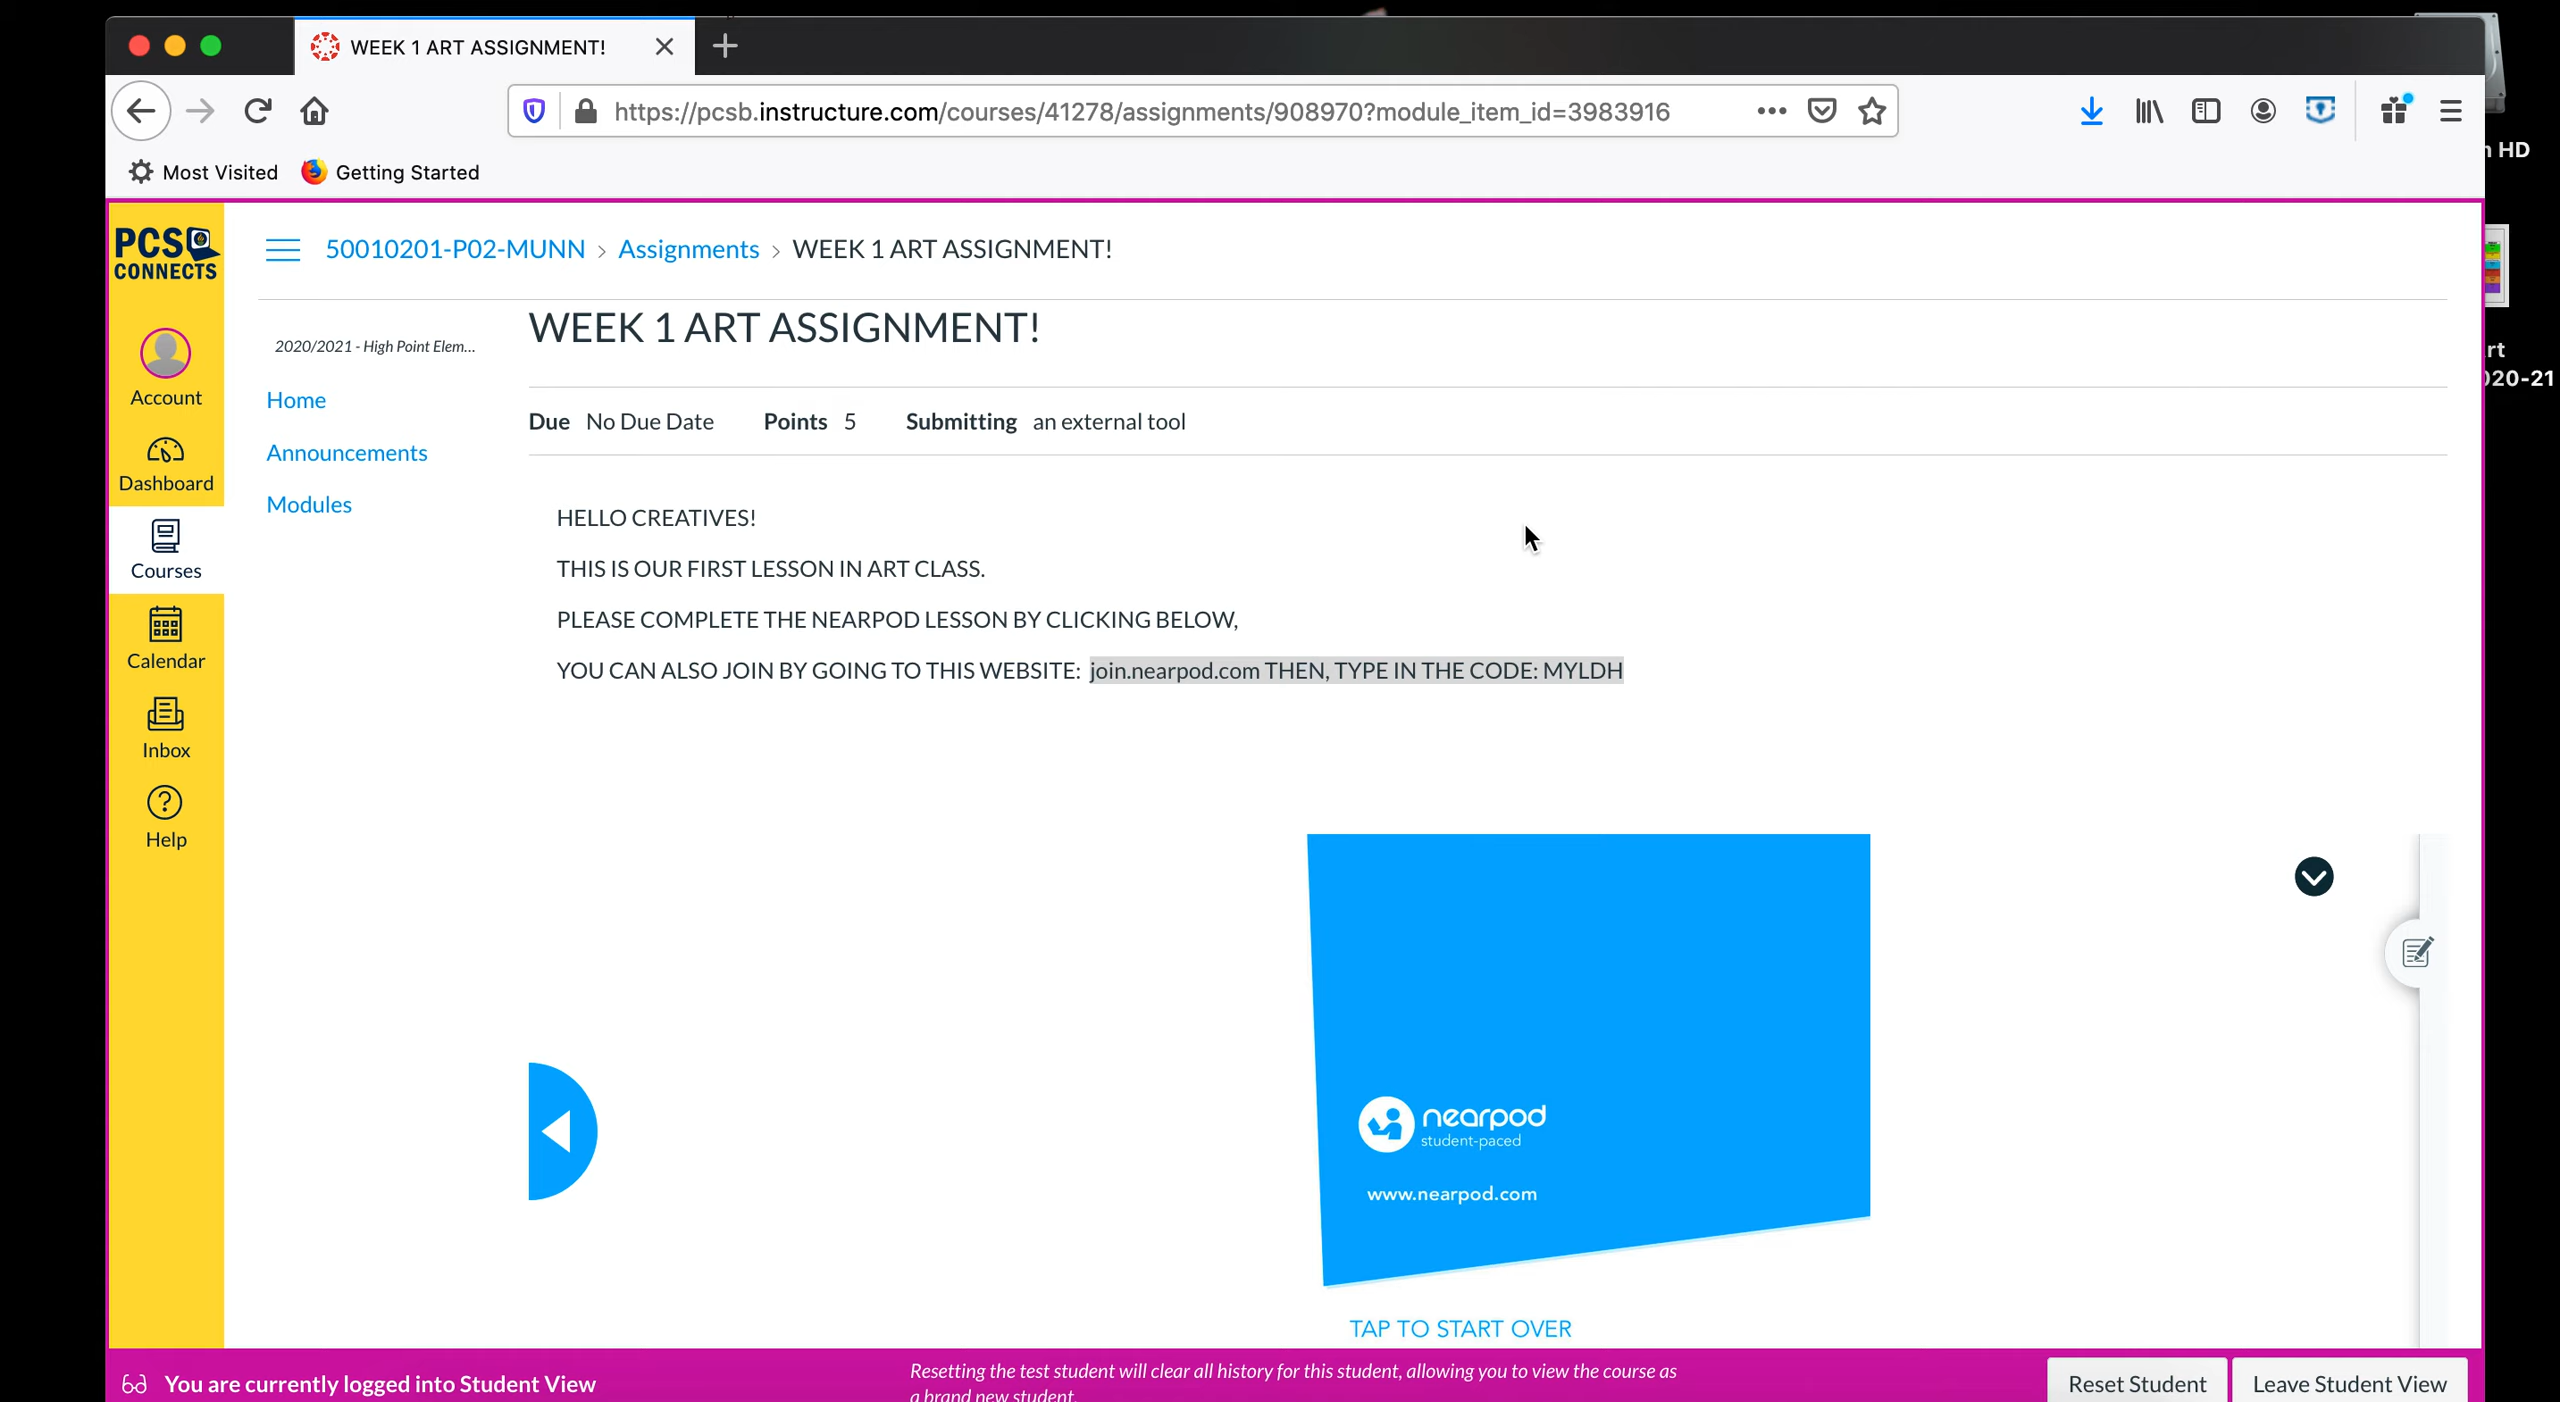 WEEK 1 ART ASSIGNMENT!
https://pcsb.instructure.com/courses/41278/assignments/908970?module_item_id=3983916
Most Visited Getting Started
HD
PCS CONNECTS
50010201-P02-MUNN > Assignments > WEEK 1 ART ASSIGNMENT!
WEEK 1 ART ASSIGNMENT!
2020/2021 - High Point Elem...
rt
020-21
Account
Home
Due No Due Date Points 5 Submitting an external tool
Announcements
Dashboard
Modules
HELLO CREATIVES!
Courses
THIS IS OUR FIRST LESSON IN ART CLASS.
PLEASE COMPLETE THE NEARPOD LESSON BY CLICKING BELOW,
Calendar
YOU CAN ALSO JOIN BY GOING TO THIS WEBSITE: join.nearpod.com THEN, TYPE IN THE CODE: MYLDH
Inbox
Help
nearpod
student-paced
www.nearpod.com
TAP TO START OVER
You are currently logged into Student View
Resetting the test student will clear all history for this student, allowing you to view the course as
a brand new student.
Reset Student
Leave Student View